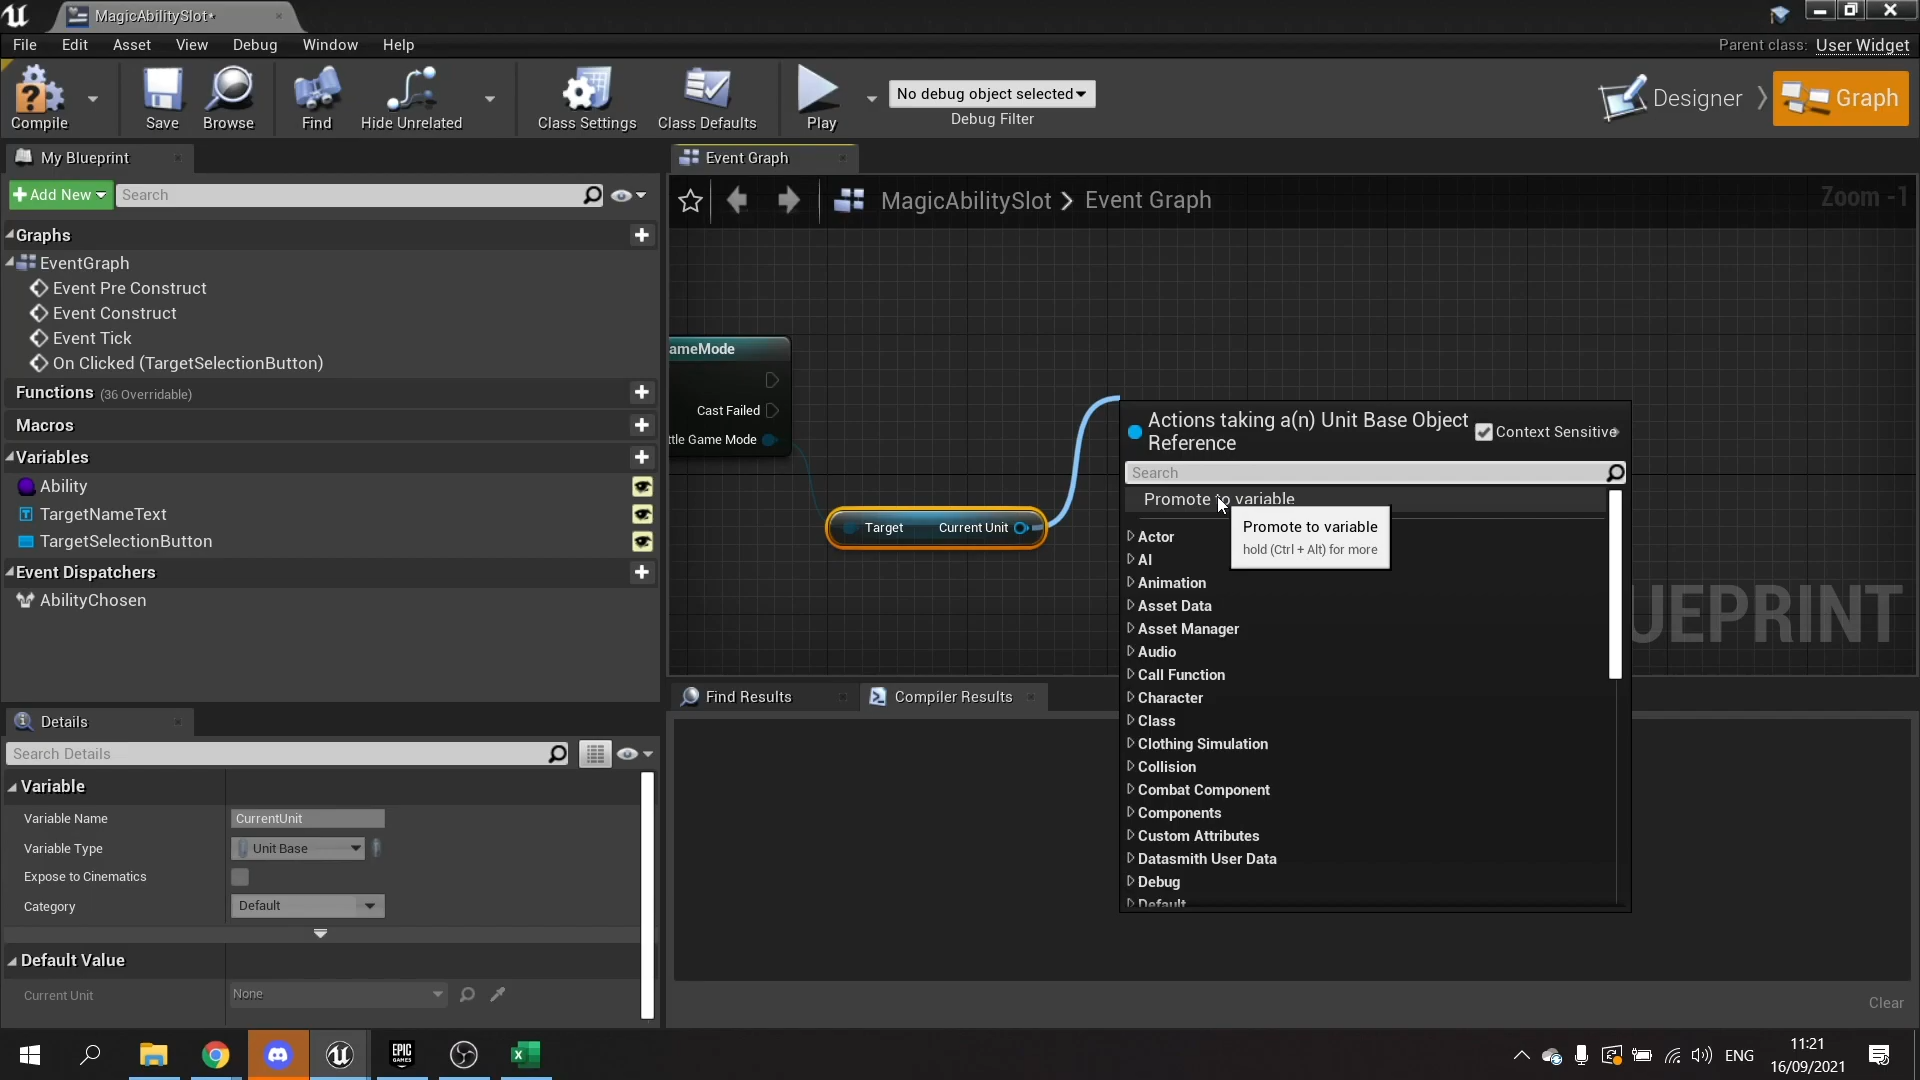 MagicAbilitySlot*
File Edit Asset View Debug Window Help
Parent class: User Widget
Compile
Save
Browse
Find
Hide Unrelated
Class Settings
Class Defaults
Play
No debug object selected
Debug Filter
Designer
Graph
My Blueprint
Add New
Search
Graphs
EventGraph
Event Pre Construct
Event Construct
Event Tick
On Clicked (TargetSelectionButton)
Functions (36 Overridable)
Macros
Variables
Ability
TargetNameText
TargetSelectionButton
Event Dispatchers
AbilityChosen
Details
Search Details
Variable
Variable Name CurrentUnit
Variable Type Unit Base
Expose to Cinematics
Category Default
Default Value
Current Unit None
Event Graph
MagicAbilitySlot > Event Graph
Zoom -1
ameMode
Cast Failed
ttle Game Mode
Target Current Unit
UEPRINT
Actions taking a(n) Unit Base Object
Reference
Context Sensitive
Search
Promote to variable
Promote to variable
hold (Ctrl + Alt) for more
Actor
AI
Animation
Asset Data
Asset Manager
Audio
Call Function
Character
Class
Clothing Simulation
Collision
Combat Component
Components
Custom Attributes
Datasmith User Data
Debug
Default
Find Results
Compiler Results
Clear
EPIC
GAMES
ENG
11:21
16/09/2021